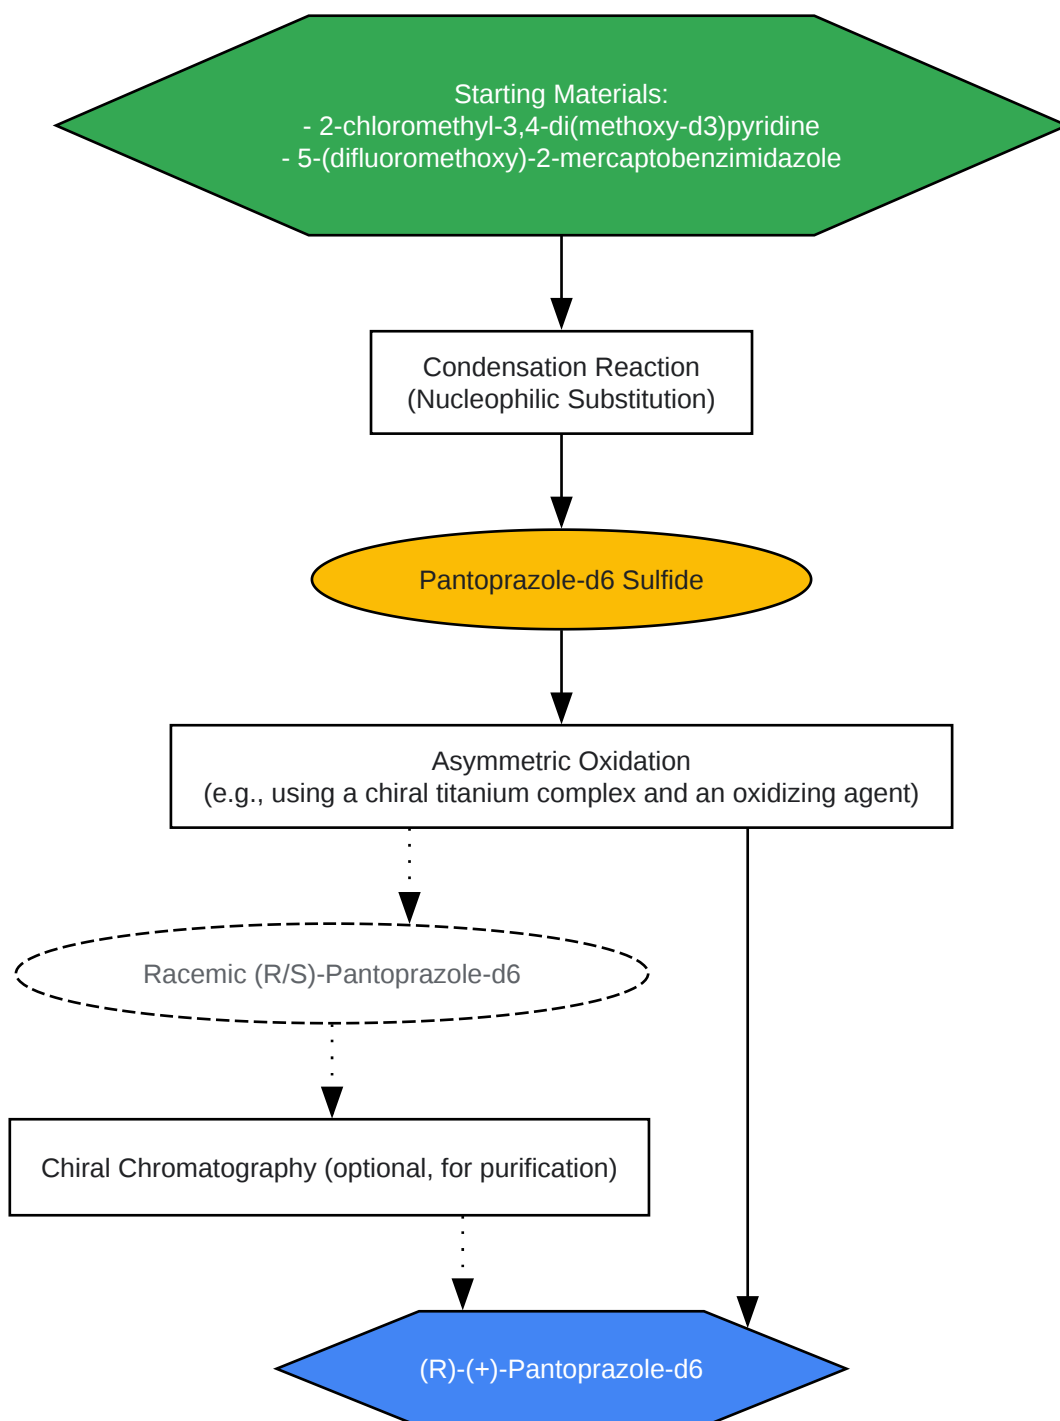 Starting Materials:
- 2-chloromethyl-3,4-di(methoxy-d3)pyridine
- 5-(difluoromethoxy)-2-mercaptobenzimidazole
Condensation Reaction
(Nucleophilic Substitution)
Pantoprazole-d6 Sulfide
Asymmetric Oxidation
(e.g., using a chiral titanium complex and an oxidizing agent)
Racemic (R/S)-Pantoprazole-d6
Chiral Chromatography (optional, for purification)
(R)-(+)-Pantoprazole-d6